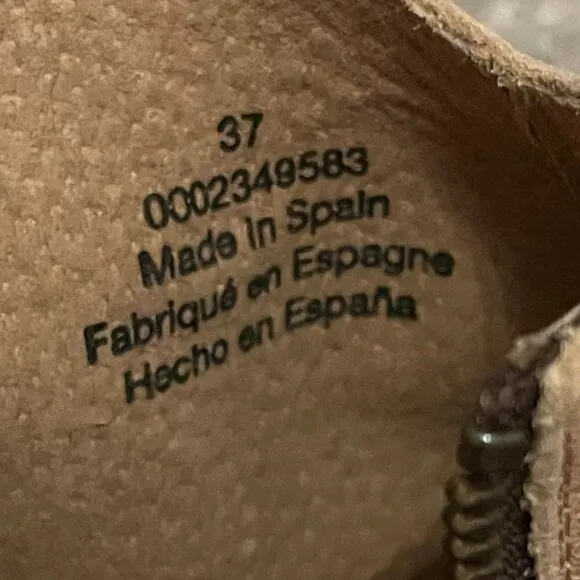 37
0002349583
Made in Spain
Fabriqué en Espagne
Hecho en España